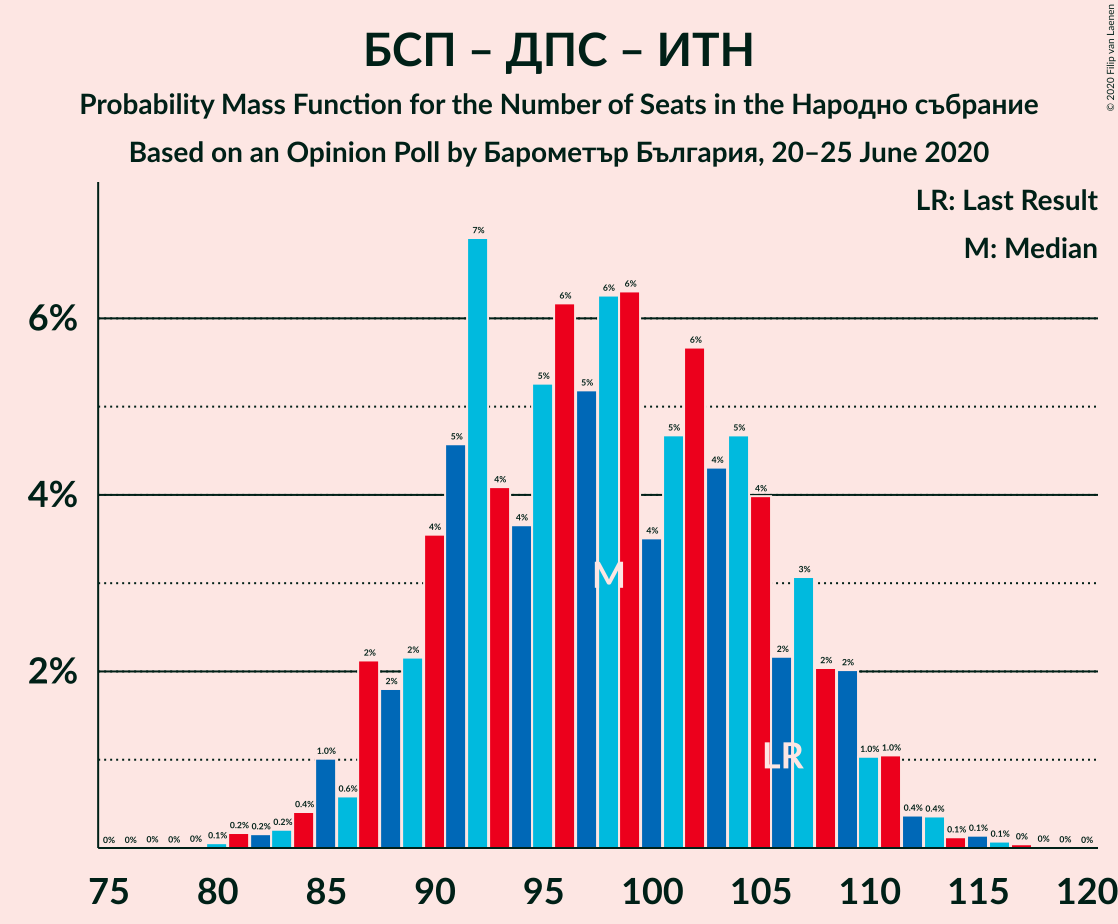 БСП – ДПС – ИТН
Probability Mass Function for the Number of Seats in the Народно събрание
Based on an Opinion Poll by Барометър България, 20–25 June 2020
© 2020 Filip van Laenen
LR: Last Result
M: Median
6%
4%
2%
0% 0% 0% 0% 0% 0.1% 0.2% 0.2% 0.2% 0.4% 1.0% 0.6% 2% 2% 2% 4% 5% 7% 4% 4% 5% 6% 5% 6% 6% 4% 5% 6% 4% 5% 4% 2% 3% 2% 2% 1.0% 1.0% 0.4% 0.4% 0.1% 0.1% 0.1% 0% 0% 0% 0%
M
LR
75 80 85 90 95 100 105 110 115 120